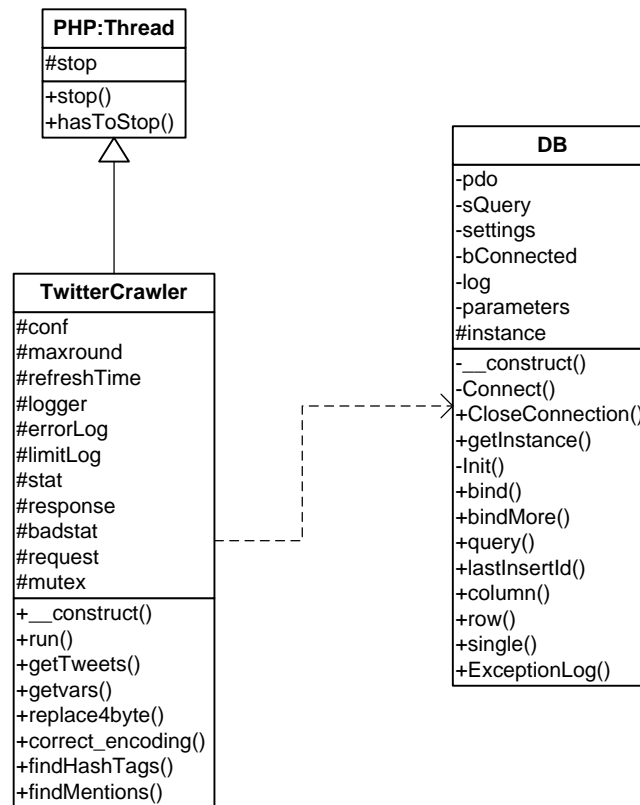 PHP:Thread
#stop
+stop()
+hasToStop()
TwitterCrawler
#conf
#maxround
#refreshTime
#logger
#errorLog
#limitLog
#stat
#response
#badstat
#request
#mutex
+__construct()
+run()
+getTweets()
+getvars()
+replace4byte()
+correct_encoding()
+findHashTags()
+findMentions()
DB
-pdo
-sQuery
-settings
-bConnected
-log
-parameters
#instance
-__construct()
-Connect()
+CloseConnection()
+getInstance()
-Init()
+bind()
+bindMore()
+query()
+lastInsertId()
+column()
+row()
+single()
+ExceptionLog()